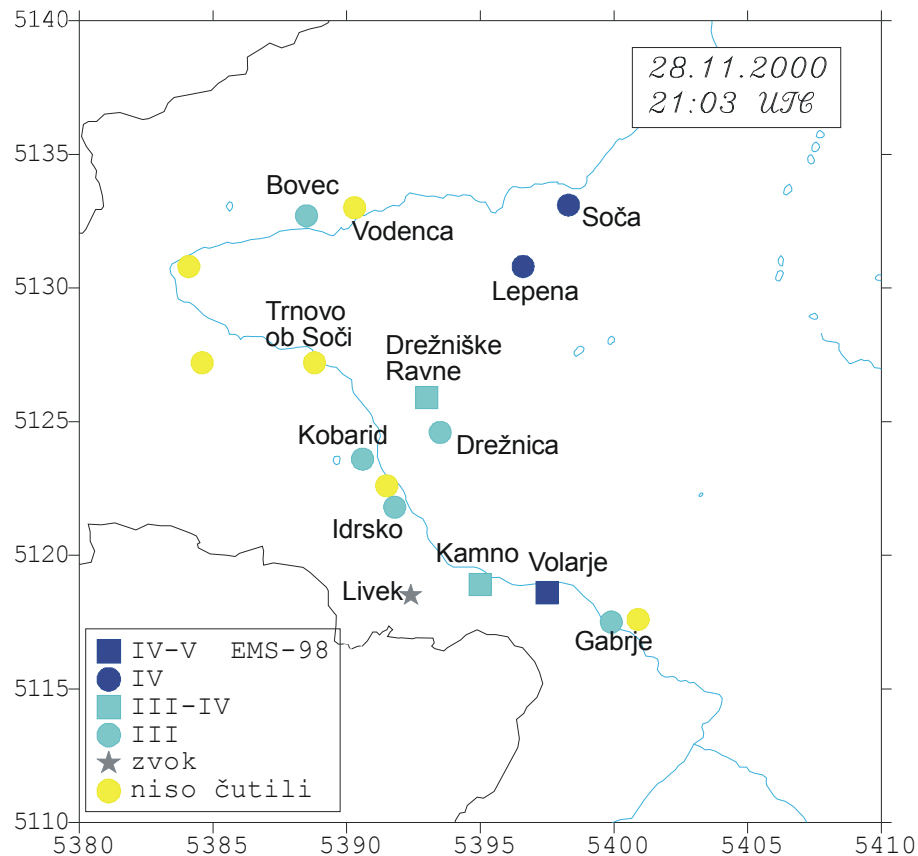 5140
28.11.2000
21:03 UTC
5135
Bovec
Vodenca
Soča
5130
Lepena
Trnovo
ob Soči
Drežniške
Ravne
5125
Kobarid
Drežnica
Idrsko
5120
Kamno
Volarje
Livek
Gabrje
IV-V EMS-98
IV
III-IV
5115
III
zvok
niso čutili
5110
5380 5385 5390 5395 5400 5405 5410